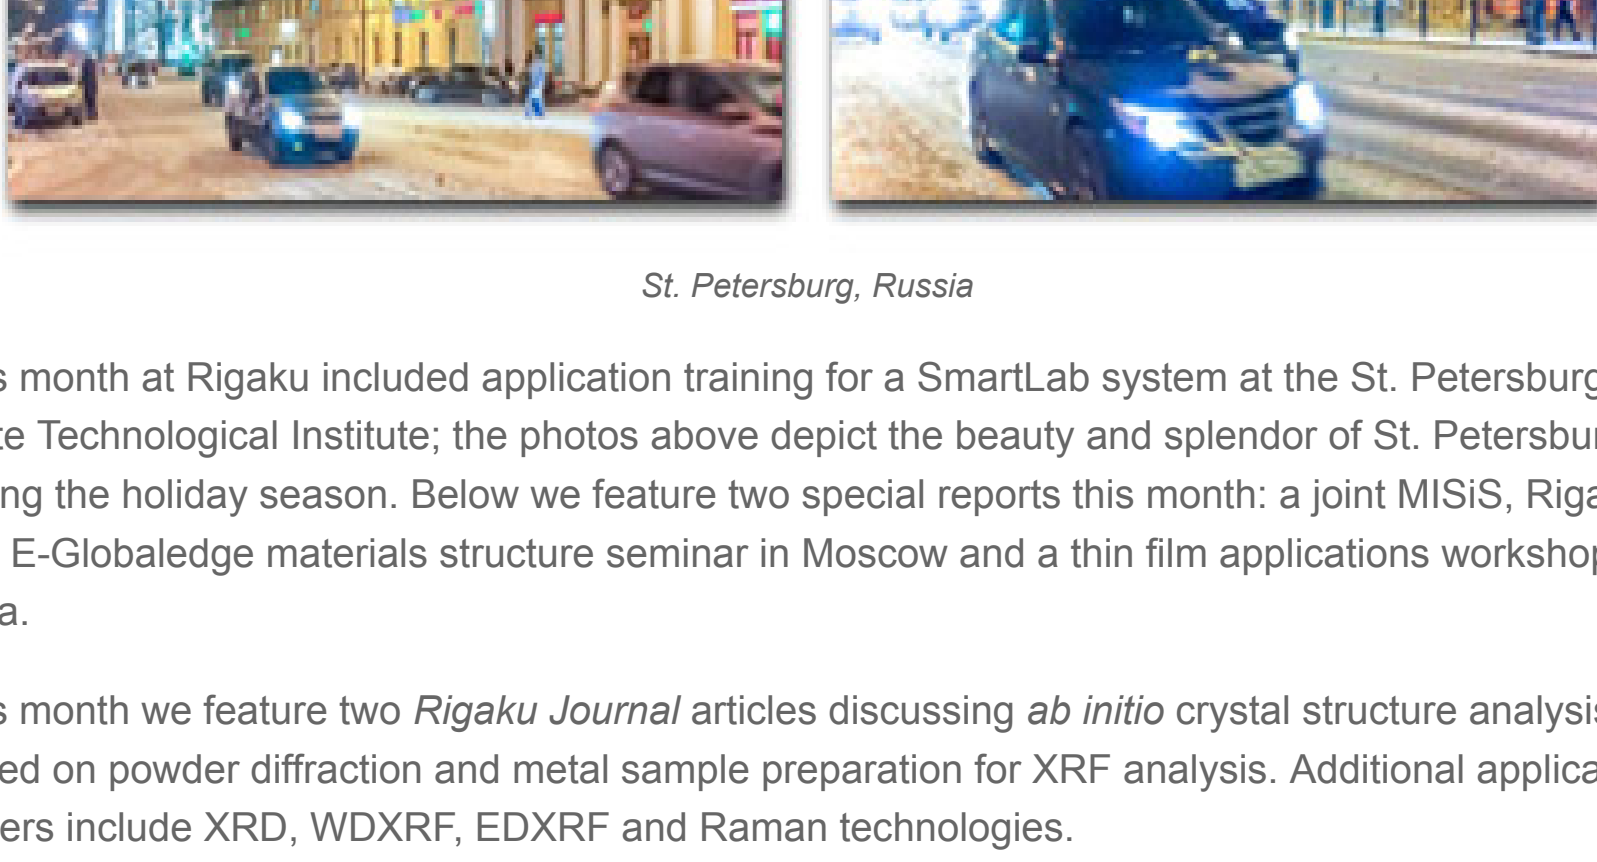 St. Petersburg, Russia
s month at Rigaku included application training for a SmartLab system at the St. Petersburg
te Technological Institute; the photos above depict the beauty and splendor of St. Petersbur
ng the holiday season. Below we feature two special reports this month: a joint MISiS, Riga
E-Globaledge materials structure seminar in Moscow and a thin film applications workshop
a.
s month we feature two Rigaku Journal articles discussing ab initio crystal structure analysis
ed on powder diffraction and metal sample preparation for XRF analysis. Additional applica
ers include XRD, WDXRF, EDXRF and Raman technologies.